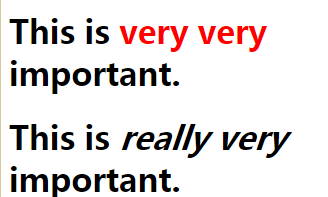 This is very very
important.
This is really very
important.